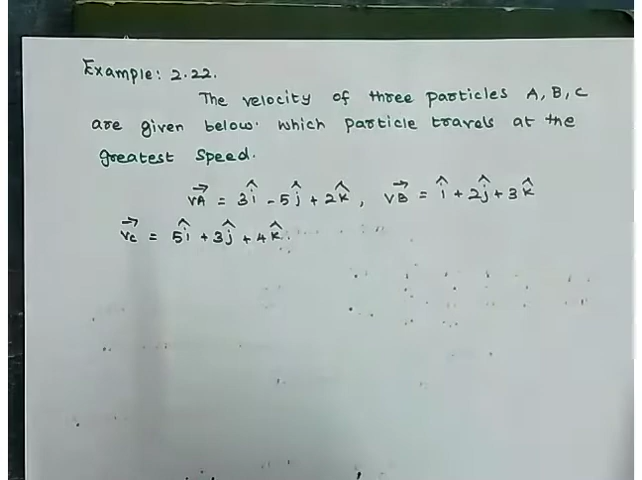 Example: 2.22.
The velocity of three particles A, B, C
are given below. which particle travels at the
greatest speed.
→vA = 3î - 5ĵ + 2k̂, →vB = î + 2ĵ + 3k̂
→vc = 5î + 3ĵ + 4k̂.